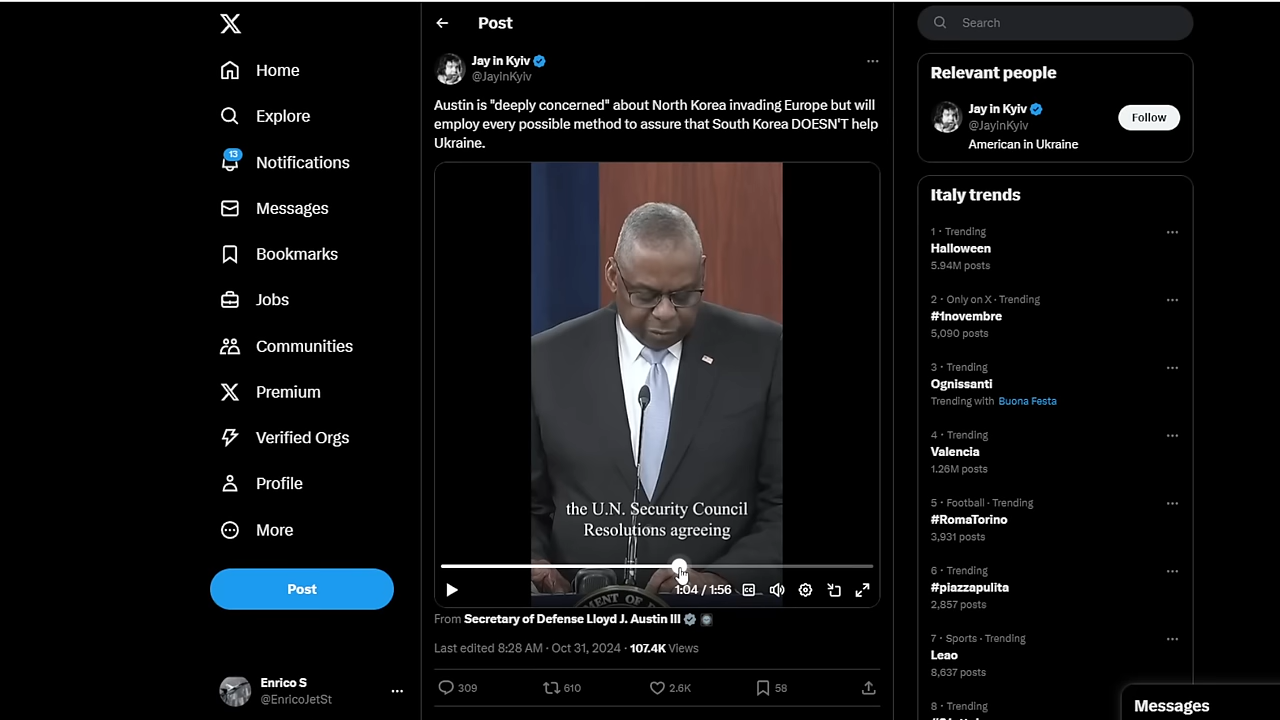 Home
Explore
13
Notifications
Messages
Bookmarks
Jobs
Communities
Premium
Verified Orgs
Profile
More
Post
Enrico S
@EnricoJetSt
Post
Jay in Kyiv
@JayinKyiv
Austin is "deeply concerned" about North Korea invading Europe but will
employ every possible method to assure that South Korea DOESN'T help
Ukraine.
the U.N. Security Council
Resolutions agreeing
1:04 / 1:56
MENT OF
From Secretary of Defense Lloyd J. Austin III
Last edited 8:28 AM · Oct 31, 2024 · 107.4K Views
309
610
2.6K
58
Search
Relevant people
Jay in Kyiv
@JayinKyiv
Follow
American in Ukraine
Italy trends
1 · Trending
Halloween
5.94M posts
2 · Only on X · Trending
#1novembre
5,090 posts
3 · Trending
Ognissanti
Trending with Buona Festa
4 · Trending
Valencia
1.26M posts
5 · Football · Trending
#RomaTorino
3,931 posts
6 · Trending
#piazzapulita
2,857 posts
7 · Sports · Trending
Leao
8,637 posts
8 · Trending
Messages